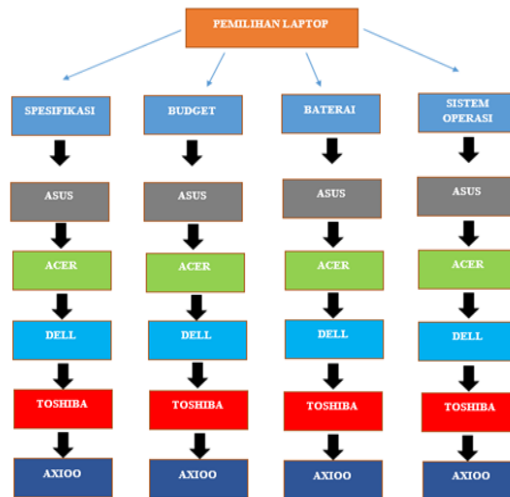 PEMILIHAN LAPTOP
SPESIFIKASI
BUDGET
BATERAI
SISTEM
OPERASI
ASUS
ASUS
ASUS
ASUS
ACER
ACER
ACER
ACER
DELL
DELL
DELL
DELL
TOSHIBA
TOSHIBA
TOSHIBA
TOSHIBA
AXIOO
AXIOO
AXIOO
AXIOO